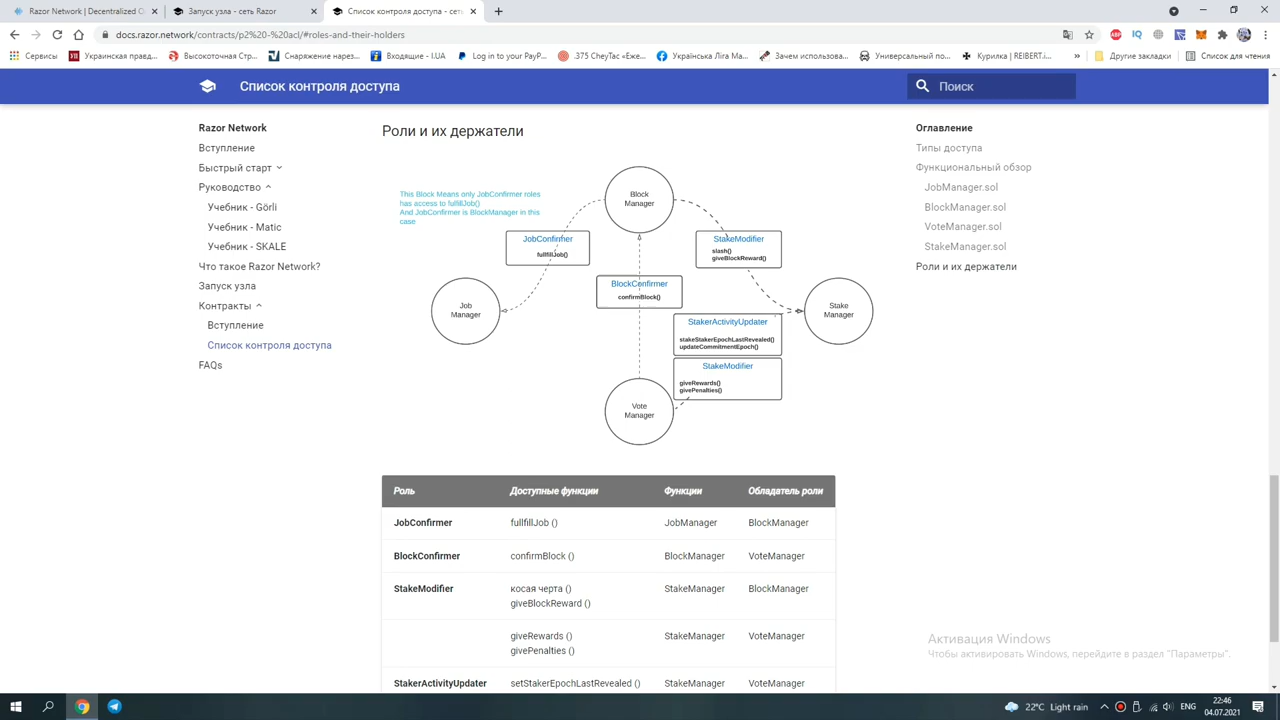 Razor Network | Decentralized O
Запуск узла - сеть Razor
Список контроля доступа - сеть
docs.razor.network/contracts/p2%20-%20acl/#roles-and-their-holders
Сервисы
Украинская правд...
Высокоточная Стр...
Снаряжение нарез...
Входящие - I.UA
Log in to your PayP...
.375 CheyTac «Еже...
Українська Ліга Ма...
Зачем использова...
Универсальный по...
Курилка | REIBERT.i...
»
Другие закладки
Список для чтения
Список контроля доступа
Поиск
Razor Network
Вступление
Быстрый старт
Руководство
Учебник - Görli
Учебник - Matic
Учебник - SKALE
Что такое Razor Network?
Запуск узла
Контракты
Вступление
Список контроля доступа
FAQs
Роли и их держатели
This Block Means only JobConfirmer roles
has access to fulfillJob()
And JobConfirmer is BlockManager in this
case
Block
Manager
JobConfirmer
fullfillJob()
StakeModifier
slash()
giveBlockReward()
BlockConfirmer
confirmBlock()
Job
Manager
Stake
Manager
StakerActivityUpdater
stakeStakerEpochLastRevealed()
updateCommitmentEpoch()
StakeModifier
giveRewards()
givePenalties()
Vote
Manager
Роль Доступные функции Функции Обладатель роли
JobConfirmer fullfillJob () JobManager BlockManager
BlockConfirmer confirmBlock () BlockManager VoteManager
StakeModifier косая черта () StakeManager BlockManager
giveBlockReward ()
giveRewards () StakeManager VoteManager
givePenalties ()
StakerActivityUpdater setStakerEpochLastRevealed () StakeManager VoteManager
Оглавление
Типы доступа
Функциональный обзор
JobManager.sol
BlockManager.sol
VoteManager.sol
StakeManager.sol
Роли и их держатели
Активация Windows
Чтобы активировать Windows, перейдите в раздел "Параметры".
22°C Light rain
ENG
22:46
04.07.2021